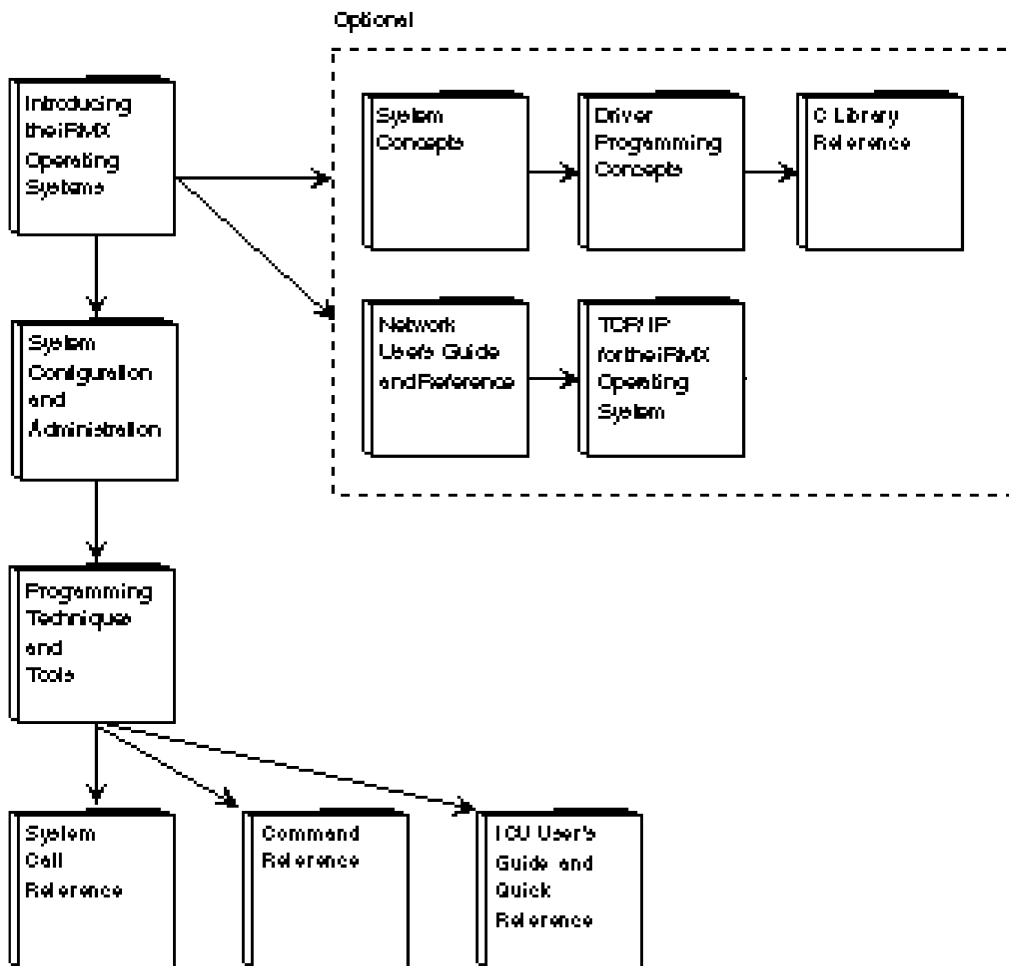 Optional
Introducing
the iRMX
Operating
Systems
System
Concepts
Driver
Programming
Concepts
C Library
Reference
Network
User's Guide
and Reference
TCP/IP
for the iRMX
Operating
System
System
Configuration
and
Administration
Programming
Techniques
and
Tools
System
Call
Reference
Command
Reference
ICU User's
Guide and
Quick
Reference